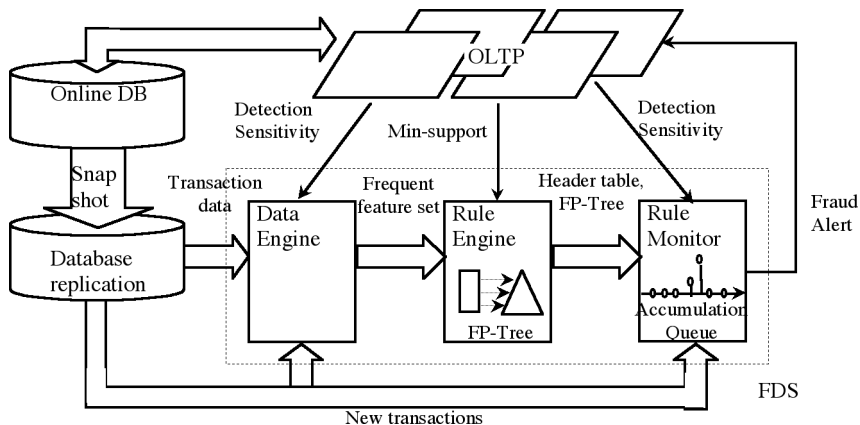 OLTP
Online DB
Detection
Sensitivity
Min-support
Detection
Sensitivity
Snap
shot
Transaction
data
Frequent
feature set
Header table,
FP-Tree
Fraud
Alert
Data
Engine
Rule
Engine
Rule
Monitor
Database
replication
FP-Tree
Accumulation
Queue
FDS
New transactions